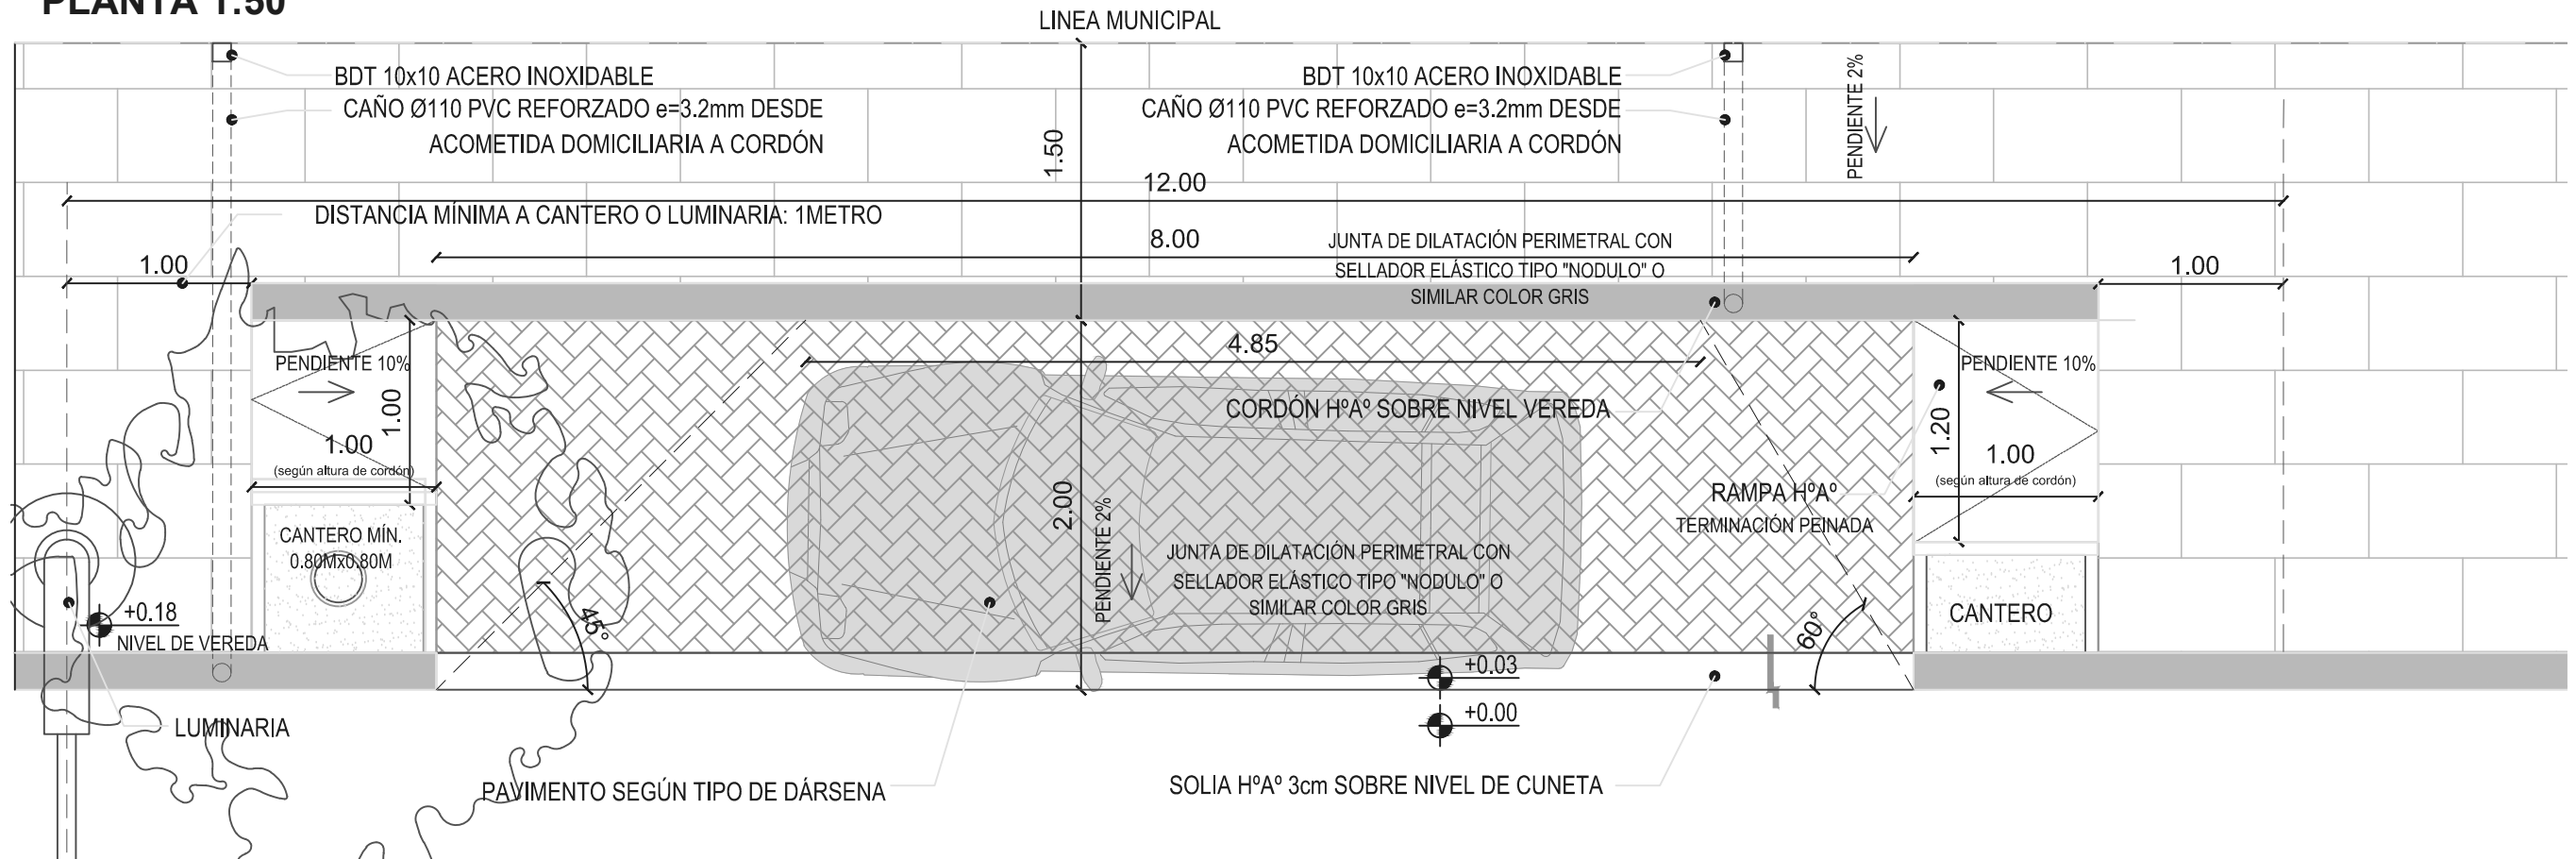 PLANTA 1:50
LINEA MUNICIPAL
BDT 10x10 ACERO INOXIDABLE
CAÑO Ø110 PVC REFORZADO e=3.2mm DESDE
ACOMETIDA DOMICILIARIA A CORDÓN
BDT 10x10 ACERO INOXIDABLE
CAÑO Ø110 PVC REFORZADO e=3.2mm DESDE
ACOMETIDA DOMICILIARIA A CORDÓN
PENDIENTE 2%
1.50
12.00
DISTANCIA MÍNIMA A CANTERO O LUMINARIA: 1METRO
8.00
JUNTA DE DILATACIÓN PERIMETRAL CON
SELLADOR ELÁSTICO TIPO "NODULO" O
SIMILAR COLOR GRIS
1.00
1.00
4.85
PENDIENTE 10%
1.00
1.00
(según altura de cordón)
CORDÓN HºAº SOBRE NIVEL VEREDA
PENDIENTE 10%
1.20
1.00
(según altura de cordón)
RAMPA HºAº
TERMINACIÓN PEINADA
2.00
PENDIENTE 2%
JUNTA DE DILATACIÓN PERIMETRAL CON
SELLADOR ELÁSTICO TIPO "NODULO" O
SIMILAR COLOR GRIS
CANTERO MÍN.
0.80Mx0.80M
+0.18
NIVEL DE VEREDA
45°
60°
CANTERO
+0.03
+0.00
LUMINARIA
PAVIMENTO SEGÚN TIPO DE DÁRSENA
SOLIA HºAº 3cm SOBRE NIVEL DE CUNETA